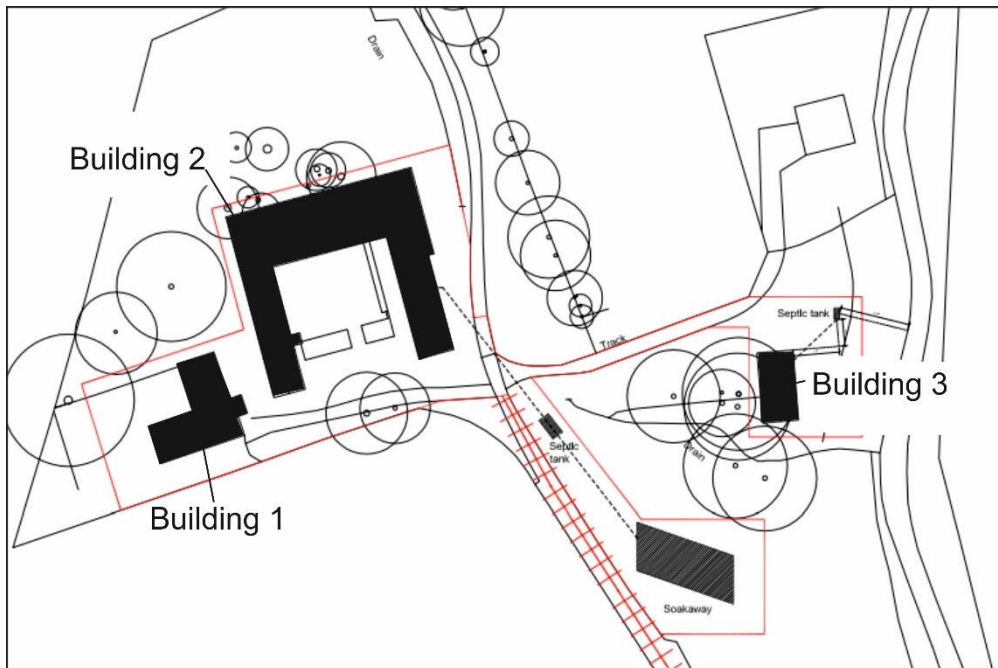 Drain
Building 2
Septic tank
Track
Building 3
Septic
tank
Drain
Building 1
Soakaway